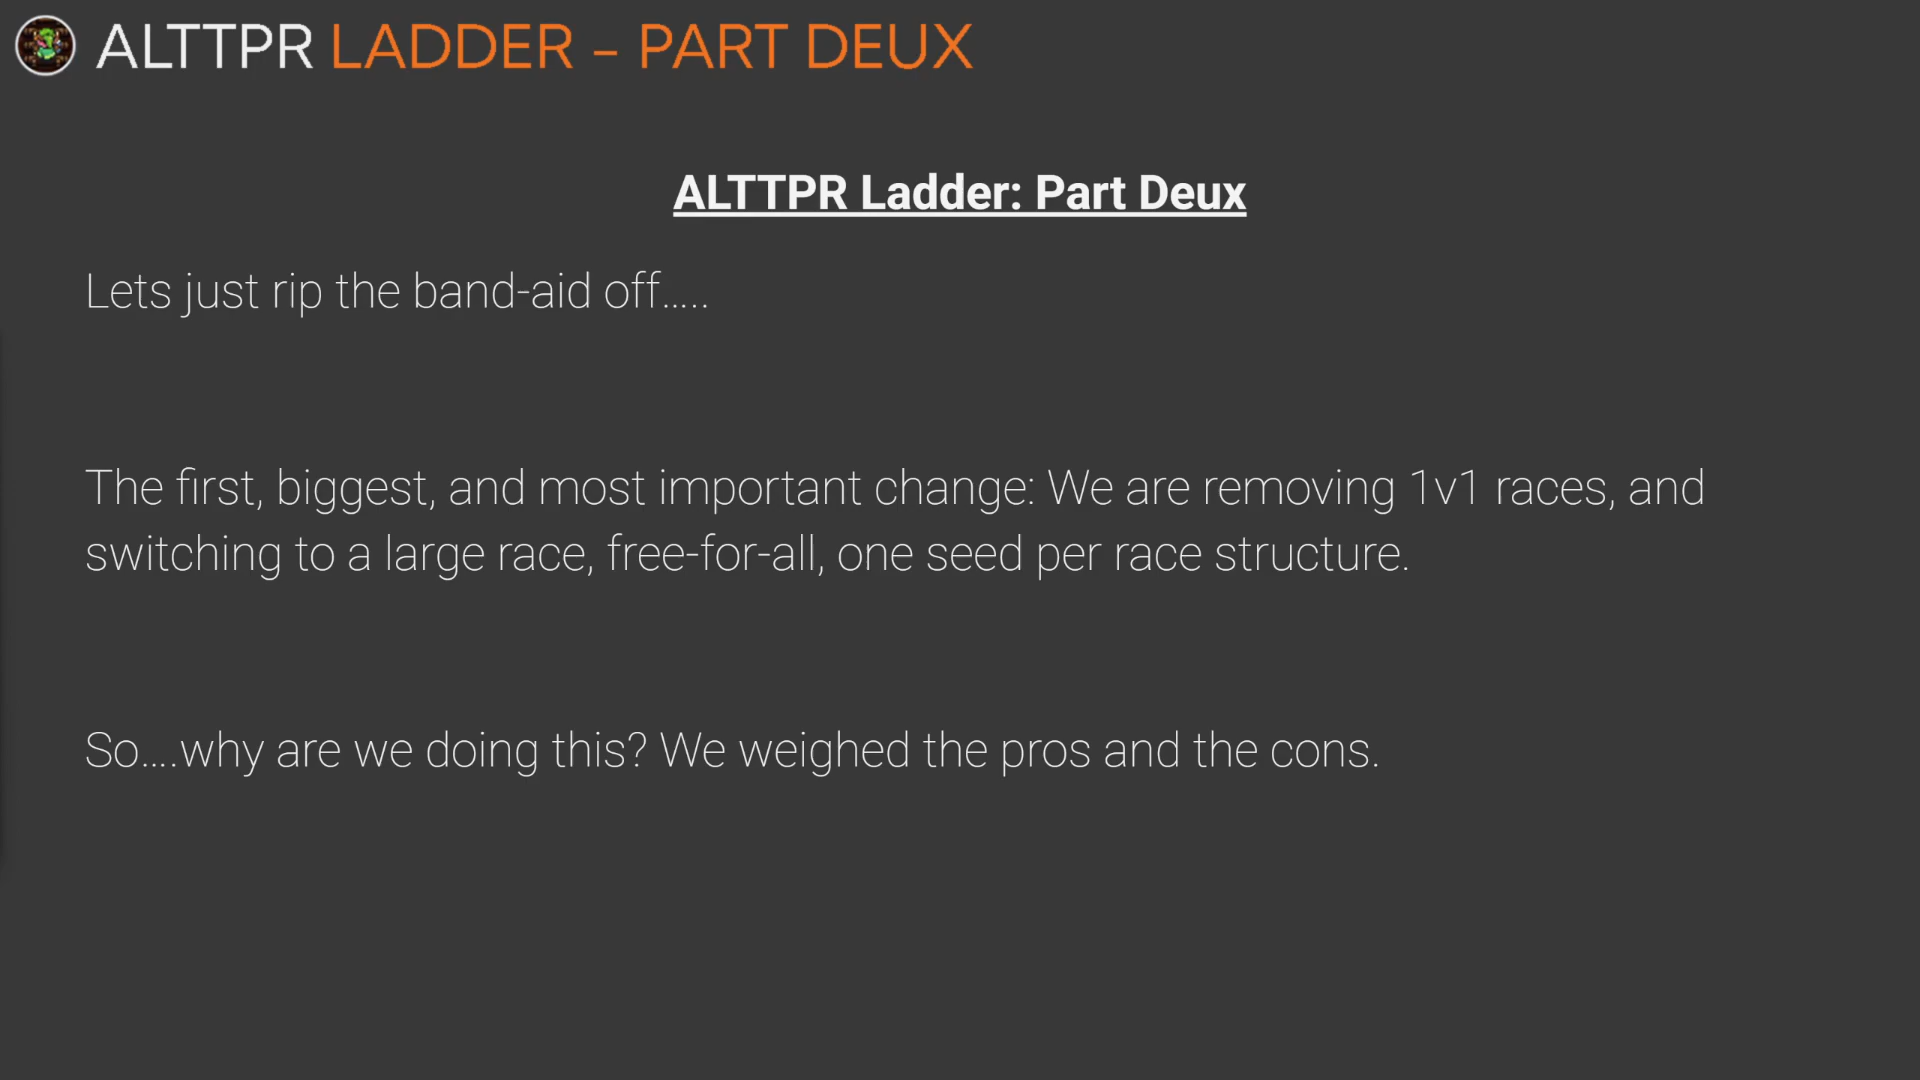 ALTTPR LADDER - PART DEUX
ALTTPR Ladder: Part Deux
Lets just rip the band-aid off.....
The first, biggest, and most important change: We are removing 1v1 races, and
switching to a large race, free-for-all, one seed per race structure.
So....why are we doing this? We weighed the pros and the cons.